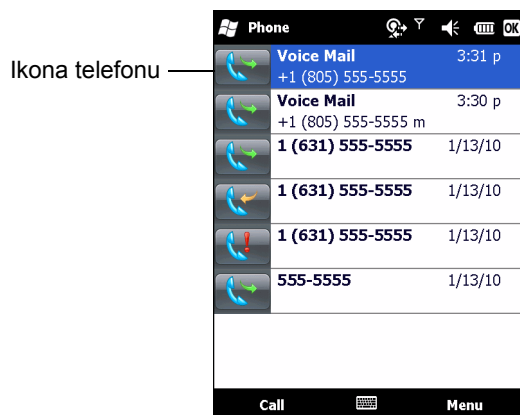 Phone
OK
Ikona telefonu
Voice Mail 3:31 p
+1 (805) 555-5555
Voice Mail 3:30 p
+1 (805) 555-5555 m
1 (631) 555-5555 1/13/10
1 (631) 555-5555 1/13/10
1 (631) 555-5555 1/13/10
555-5555 1/13/10
Call Menu